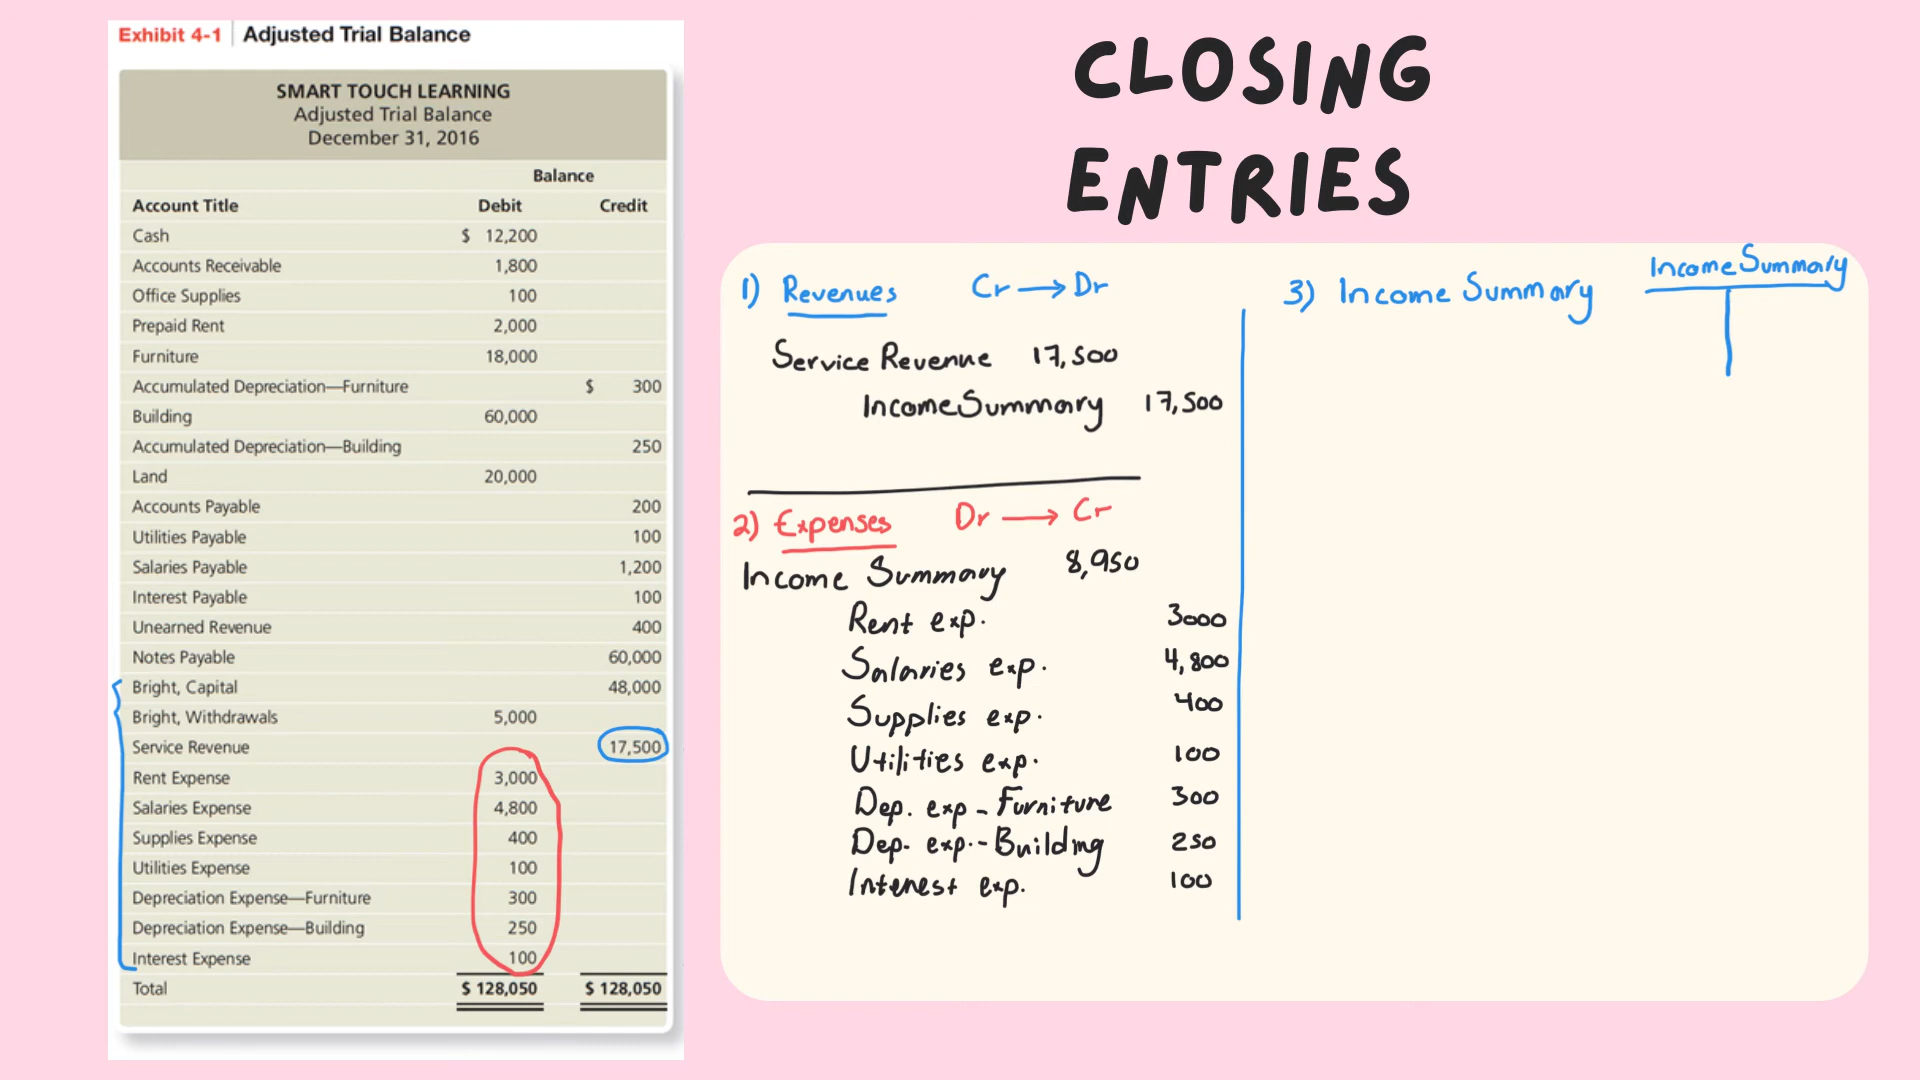 Exhibit 4-1 Adjusted Trial Balance
SMART TOUCH LEARNING
Adjusted Trial Balance
December 31, 2016
Balance
Account Title Debit Credit
Cash $ 12,200
Accounts Receivable 1,800
Office Supplies 100
Prepaid Rent 2,000
Furniture 18,000
Accumulated Depreciation—Furniture $ 300
Building 60,000
Accumulated Depreciation—Building 250
Land 20,000
Accounts Payable 200
Utilities Payable 100
Salaries Payable 1,200
Interest Payable 100
Unearned Revenue 400
Notes Payable 60,000
Bright, Capital 48,000
Bright, Withdrawals 5,000
Service Revenue 17,500
Rent Expense 3,000
Salaries Expense 4,800
Supplies Expense 400
Utilities Expense 100
Depreciation Expense—Furniture 300
Depreciation Expense—Building 250
Interest Expense 100
Total $ 128,050 $ 128,050
CLOSING
ENTRIES
1) Revenues Cr → Dr
Service Revenue 17,500
Income Summary 17,500
2) Expenses Dr → Cr
Income Summary 8,950
Rent exp. 3000
Salaries exp. 4,800
Supplies exp. 400
Utilities exp. 100
Dep. exp - Furniture 300
Dep. exp. - Building 250
Interest exp. 100
3) Income Summary
Income Summary